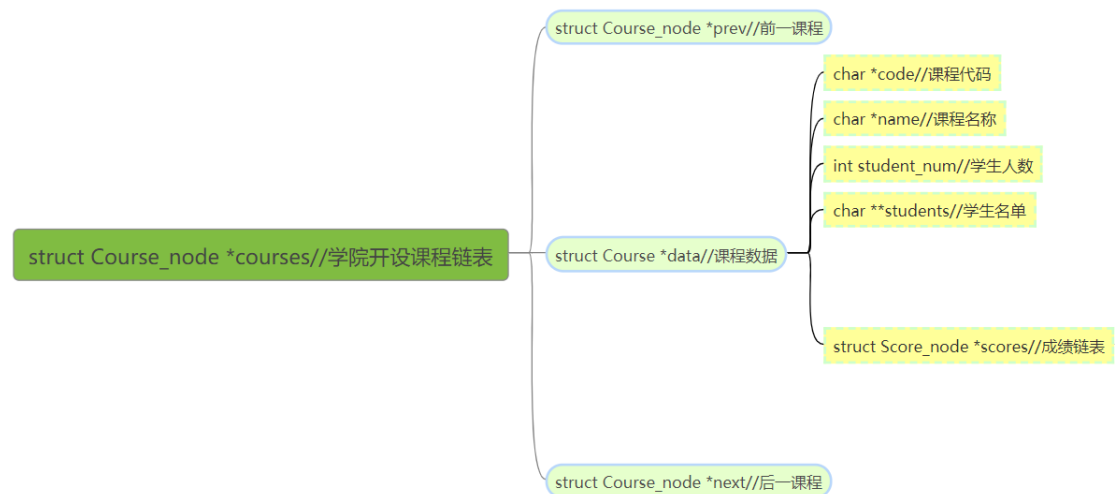 struct Course_node *courses//学院开设课程链表
struct Course_node *prev//前一课程
struct Course *data//课程数据
char *code//课程代码
char *name//课程名称
int student_num//学生人数
char **students//学生名单
struct Score_node *scores//成绩链表
struct Course_node *next//后一课程